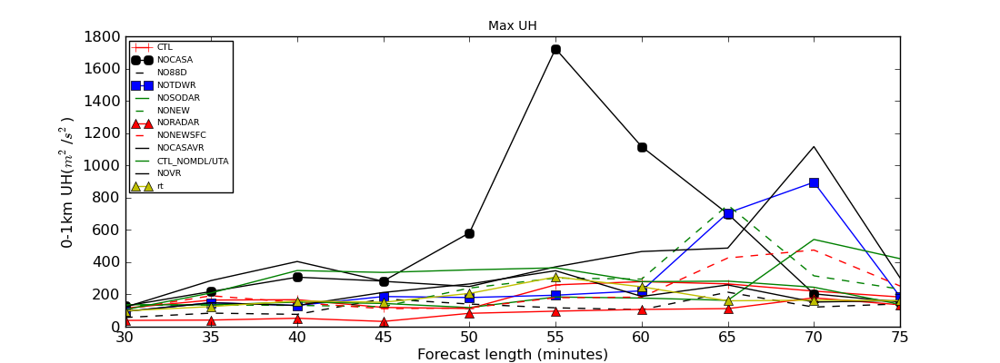 Max UH
1800
1600
1400
1200
1000
800
600
400
200
0
0-1km UH(m² /s² )
CTL
NOCASA
NO88D
NOTDWR
NOSODAR
NONEW
NORADAR
NONEWSFC
NOCASAVR
CTL_NOMDL/UTA
NOVR
rt
30 35 40 45 50 55 60 65 70 75
Forecast length (minutes)